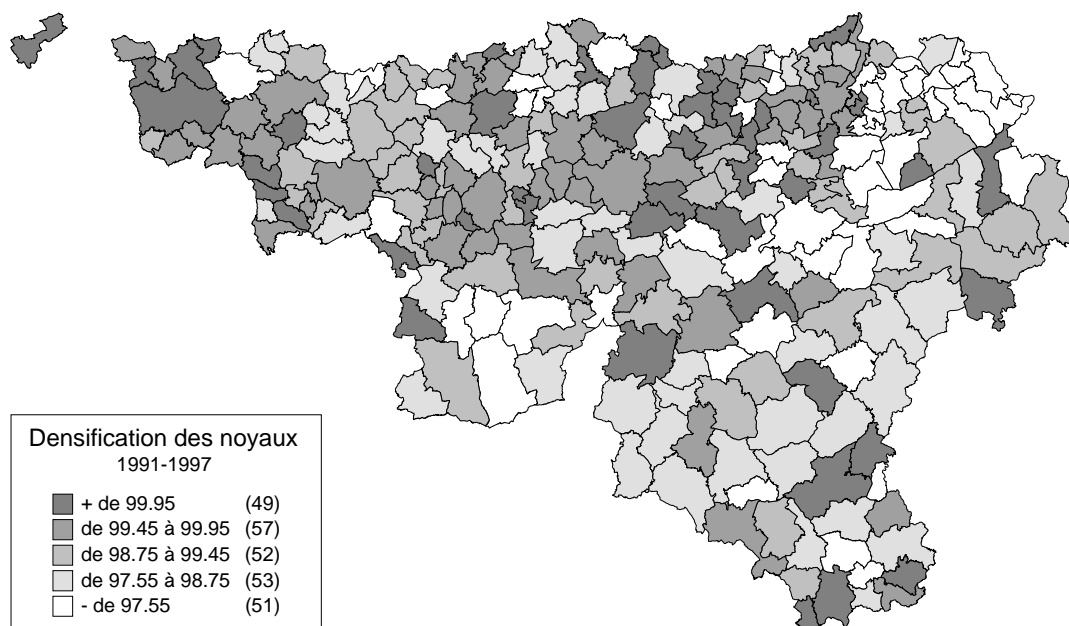 Densification des noyaux
1991-1997
+ de 99.95 (49)
de 99.45 à 99.95 (57)
de 98.75 à 99.45 (52)
de 97.55 à 98.75 (53)
- de 97.55 (51)